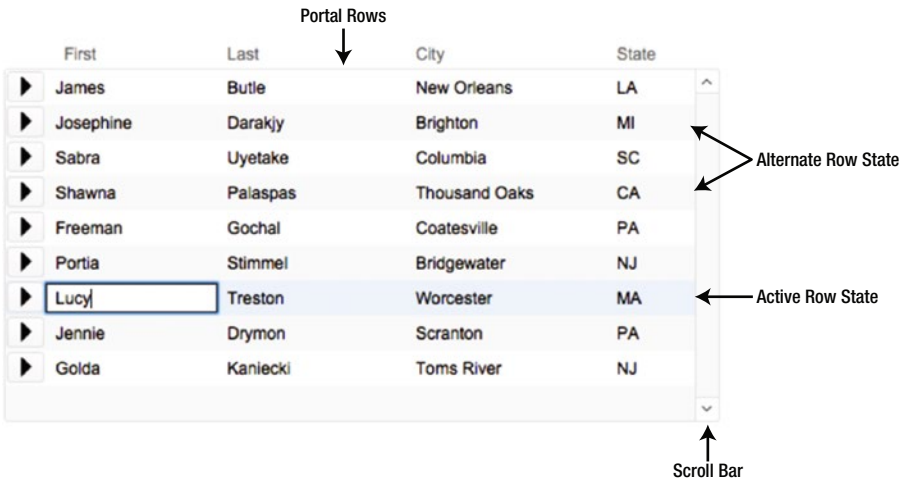 Portal Rows
First Last City State
James Butle New Orleans LA
Josephine Darakjy Brighton MI
Sabra Uyetake Columbia SC
Alternate Row State
Shawna Palaspas Thousand Oaks CA
Freeman Gochal Coatesville PA
Portia Stimmel Bridgewater NJ
Lucy Treston Worcester MA
Active Row State
Jennie Drymon Scranton PA
Golda Kaniecki Toms River NJ
Scroll Bar